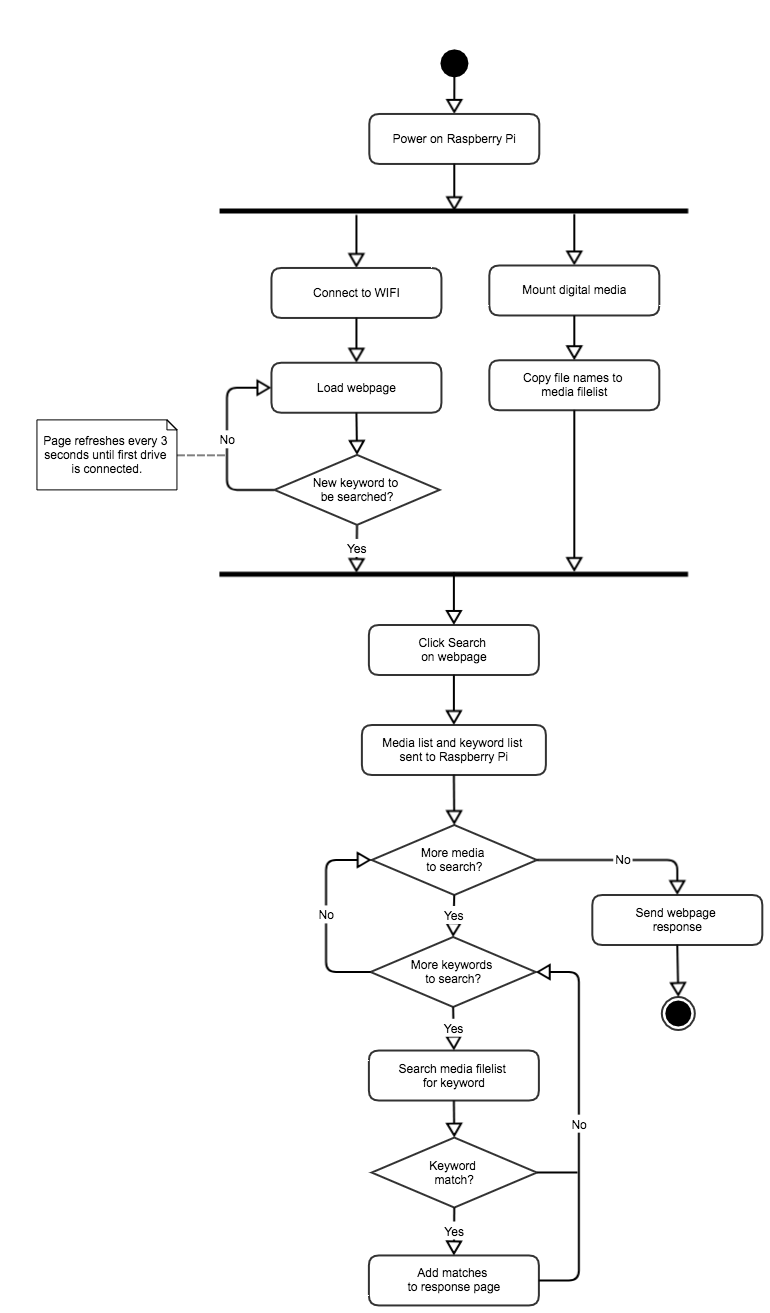 Power on Raspberry Pi
Connect to WIFI
Mount digital media
Load webpage
Copy file names to
media filelist
No
Page refreshes every 3
seconds until first drive
is connected.
New keyword to
be searched?
Yes
Click Search
on webpage
Media list and keyword list
sent to Raspberry Pi
More media
to search?
No
No
Yes
Send webpage
response
More keywords
to search?
Yes
Search media filelist
for keyword
No
Keyword
match?
Yes
Add matches
to response page